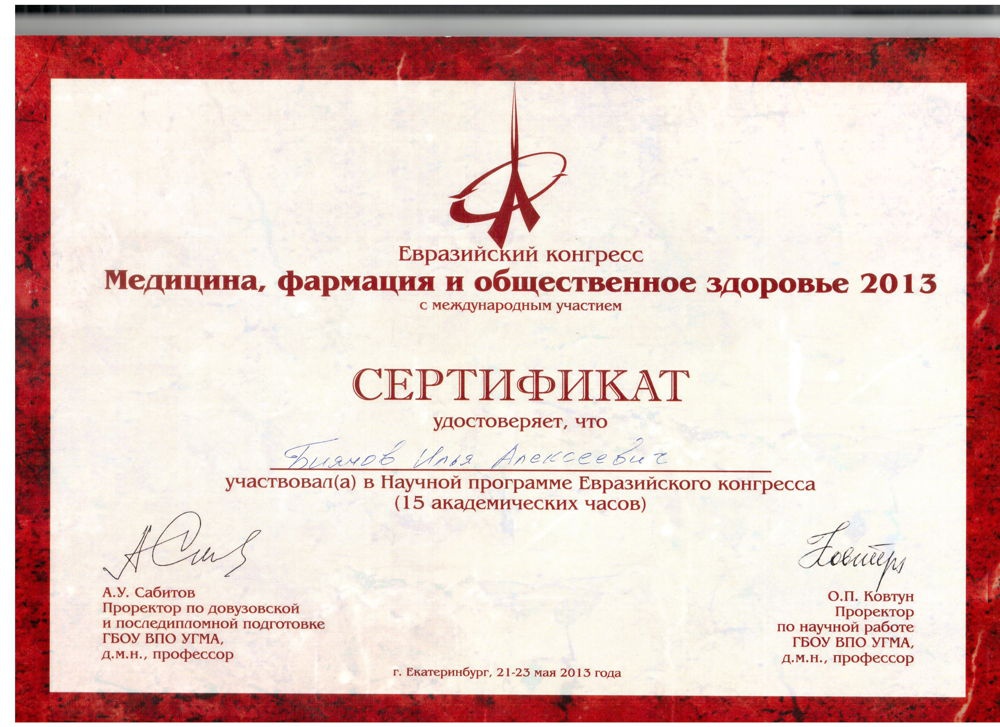 Евразийский конгресс
Медицина, фармация и общественное здоровье 2013
с международным участием
СЕРТИФИКАТ
удостоверяет, что
Биянов Илья Алексеевич
участвовал(а) в Научной программе Евразийского конгресса
(15 академических часов)
А.У. Сабитов
Проректор по довузовской
и последипломной подготовке
ГБОУ ВПО УГМА,
д.м.н., профессор
О.П. Ковтун
Проректор
по научной работе
ГБОУ ВПО УГМА,
д.м.н., профессор
г. Екатеринбург, 21-23 мая 2013 года